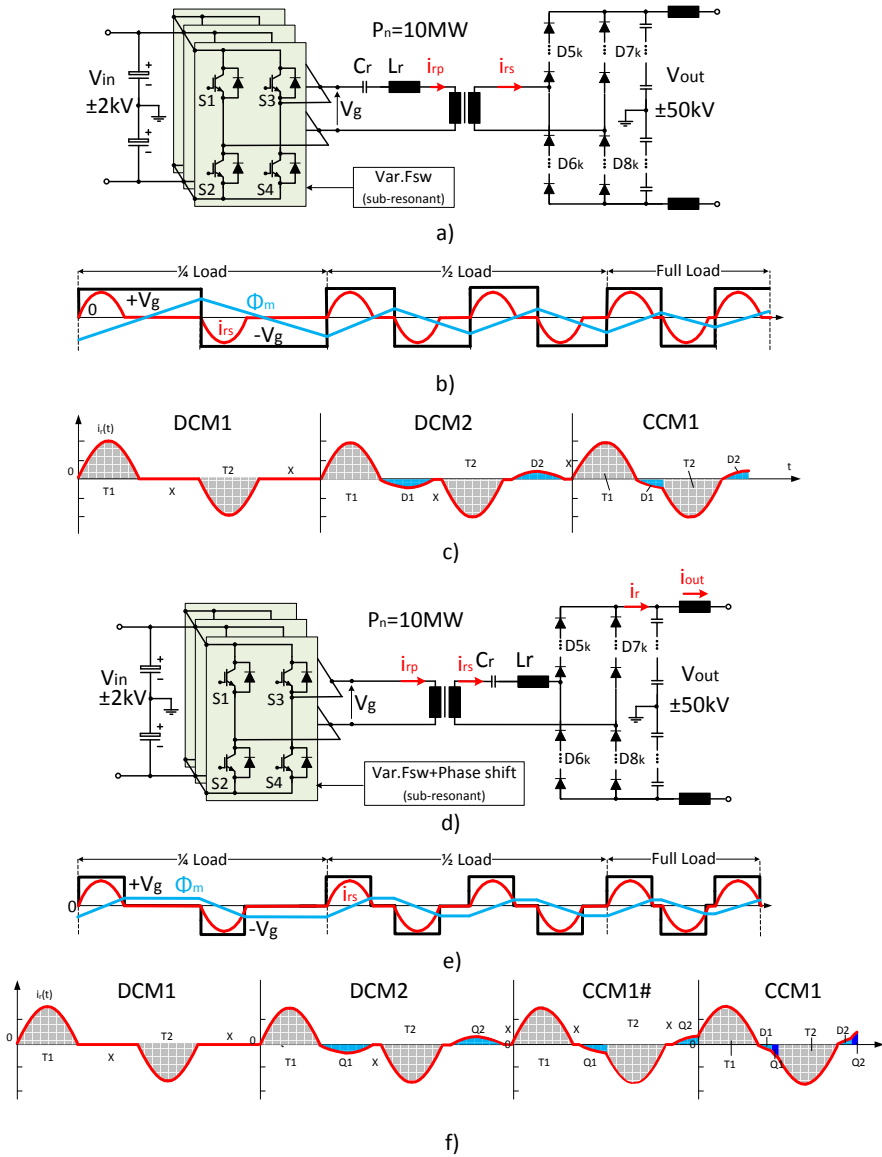 Pn=10MW
Vin
±2kV
S1
S3
S2
S4
Vg
Cr
Lr
irp
irs
D5k
D7k
D6k
D8k
Vout
±50kV
Var.Fsw
(sub-resonant)
a)
¼ Load
½ Load
Full Load
0
+Vg
Φm
irs
-Vg
b)
DCM1
DCM2
CCM1
ir(t)
0
T1
X
T2
X
T1
D1
X
T2
D2
X
T1
D1
T2
D2
t
c)
Pn=10MW
Vin
±2kV
S1
S3
S2
S4
Vg
irp
irs
Cr
Lr
D5k
D7k
D6k
D8k
ir
iout
Vout
±50kV
Var.Fsw+Phase shift
(sub-resonant)
d)
¼ Load
½ Load
Full Load
0
+Vg
Φm
irs
-Vg
e)
DCM1
DCM2
CCM1#
CCM1
ir(t)
0
T1
X
T2
X
0
T1
Q1
X
T2
Q2
X
0
T1
X
Q1
T2
X
Q2
0
T1
D1
Q1
T2
D2
Q2
f)